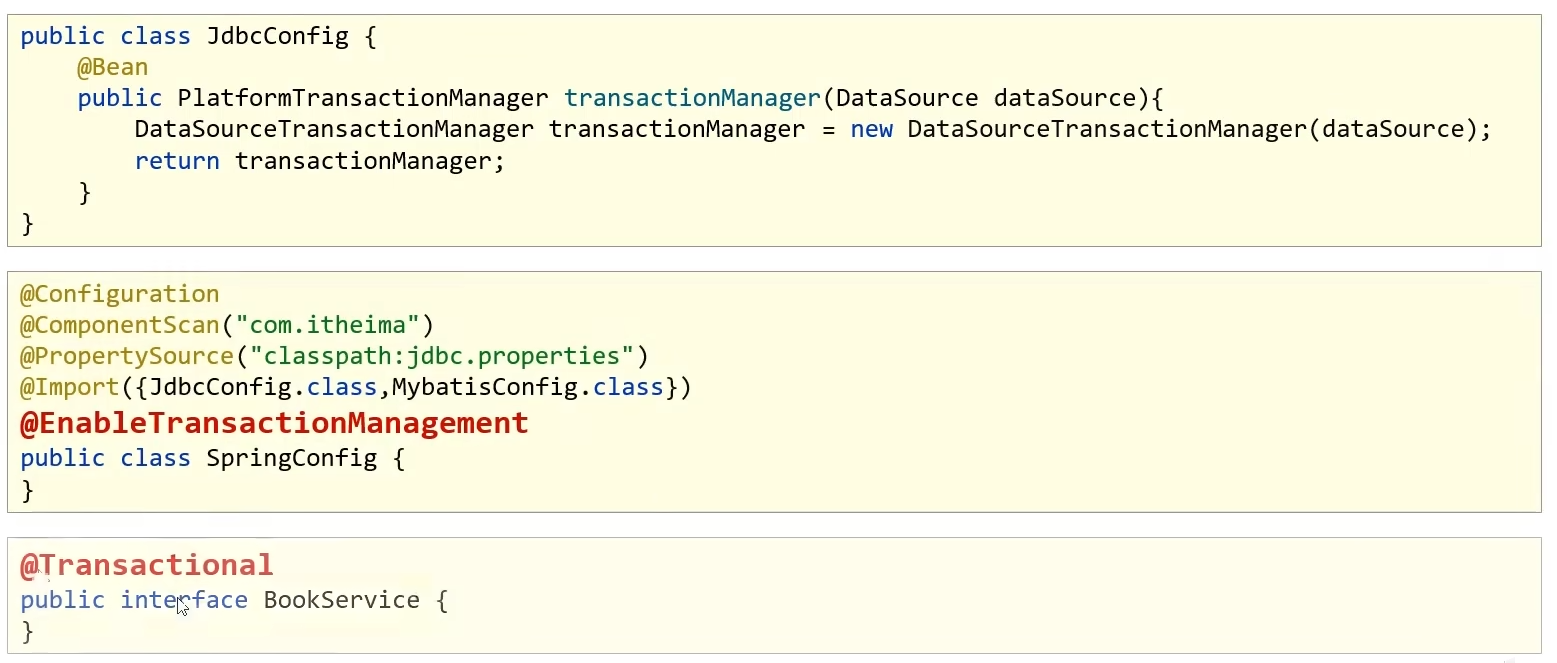 public class JdbcConfig {
    @Bean
    public PlatformTransactionManager transactionManager(DataSource dataSource){
        DataSourceTransactionManager transactionManager = new DataSourceTransactionManager(dataSource);
        return transactionManager;
    }
}
@Configuration
@ComponentScan("com.itheima")
@PropertySource("classpath:jdbc.properties")
@Import({JdbcConfig.class,MybatisConfig.class})
@EnableTransactionManagement
public class SpringConfig {
}
@Transactional
public interface BookService {
}